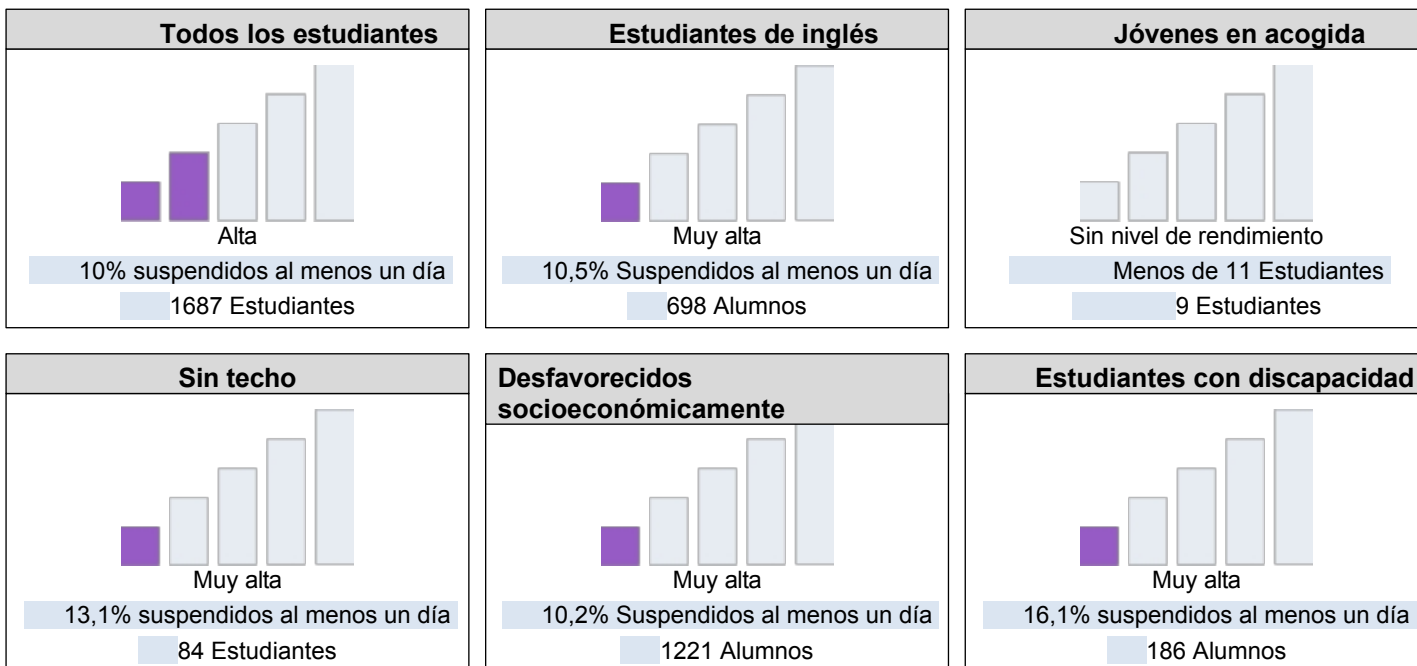 Todos los estudiantes
Alta
10% suspendidos al menos un día
1687 Estudiantes
Estudiantes de inglés
Muy alta
10,5% Suspendidos al menos un día
698 Alumnos
Jóvenes en acogida
Sin nivel de rendimiento
Menos de 11 Estudiantes
9 Estudiantes
Sin techo
Muy alta
13,1% suspendidos al menos un día
84 Estudiantes
Desfavorecidos
socioeconómicamente
Muy alta
10,2% Suspendidos al menos un día
1221 Alumnos
Estudiantes con discapacidad
Muy alta
16,1% suspendidos al menos un día
186 Alumnos